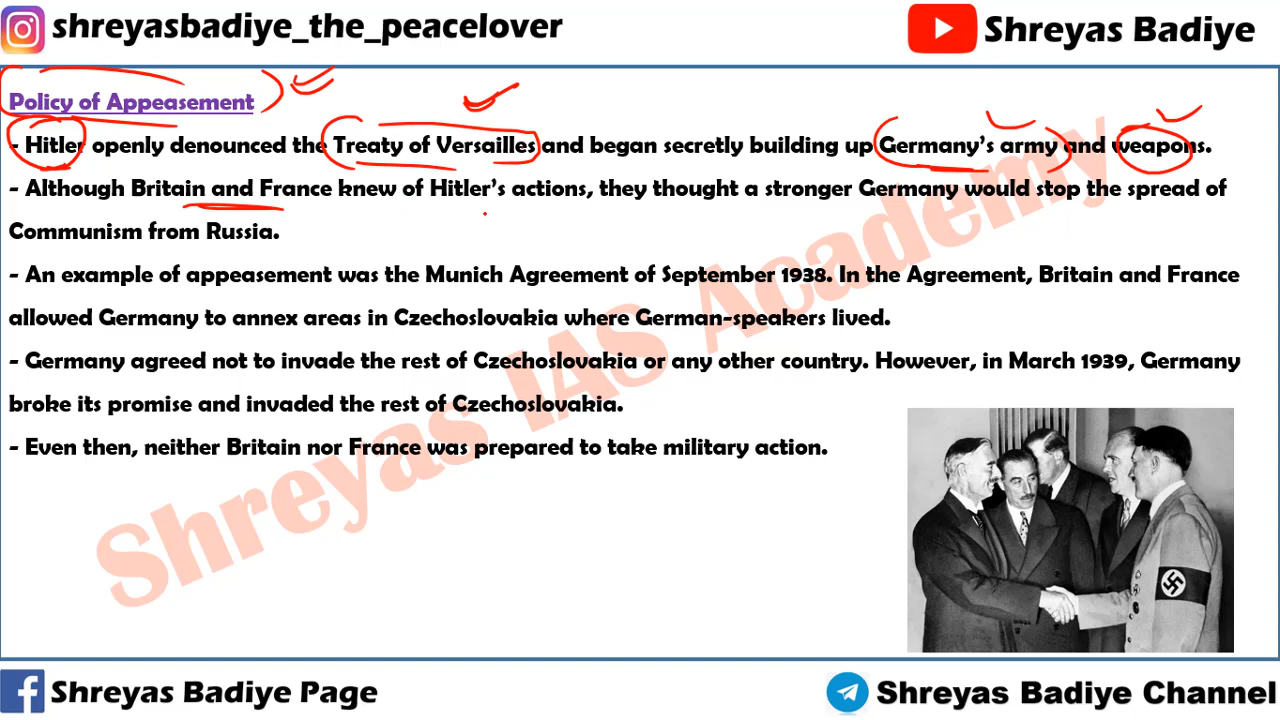 shreyasbadiye_the_peacelover
Shreyas Badiye
Policy of Appeasement
- Hitler openly denounced the Treaty of Versailles and began secretly building up Germany's army and weapons.
- Although Britain and France knew of Hitler's actions, they thought a stronger Germany would stop the spread of
Communism from Russia.
- An example of appeasement was the Munich Agreement of September 1938. In the Agreement, Britain and France
allowed Germany to annex areas in Czechoslovakia where German-speakers lived.
- Germany agreed not to invade the rest of Czechoslovakia or any other country. However, in March 1939, Germany
broke its promise and invaded the rest of Czechoslovakia.
- Even then, neither Britain nor France was prepared to take military action.
Shreyas IAS Academy
Shreyas Badiye Page
Shreyas Badiye Channel